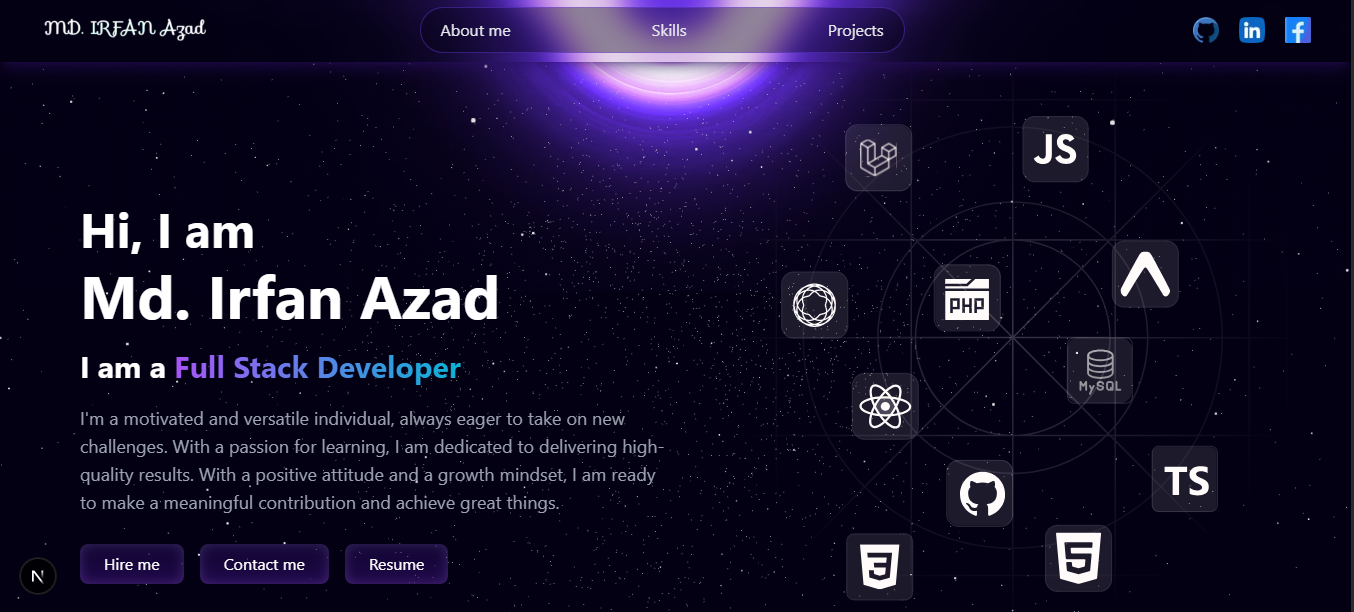 MD. IRFAN Azad
About me
Skills
Projects
in
f
Hi, I am
Md. Irfan Azad
I am a Full Stack Developer
I'm a motivated and versatile individual, always eager to take on new
challenges. With a passion for learning, I am dedicated to delivering high-
quality results. With a positive attitude and a growth mindset, I am ready
to make a meaningful contribution and achieve great things.
Hire me
Contact me
Resume
N
JS
PHP
MySQL
TS
3
5